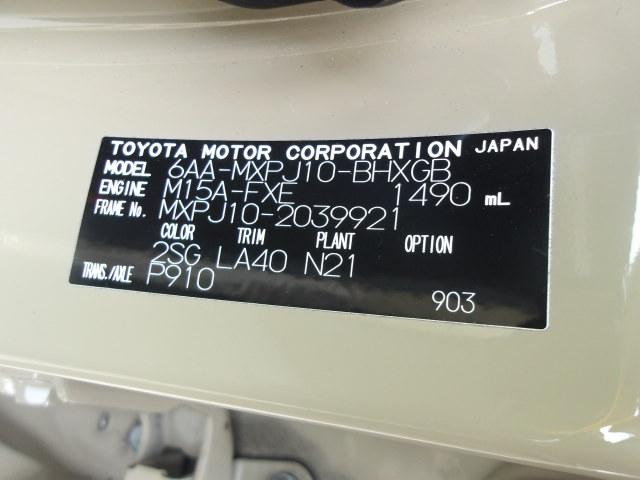 TOYOTA MOTOR CORPORATION JAPAN
MODEL 6AA-MXPJ10-BHXGB
ENGINE M15A-FXE 1490 mL
FRAME No. MXPJ10-2039921
COLOR TRIM PLANT OPTION
2SG LA40 N21
TRANS./AXLE P910
903